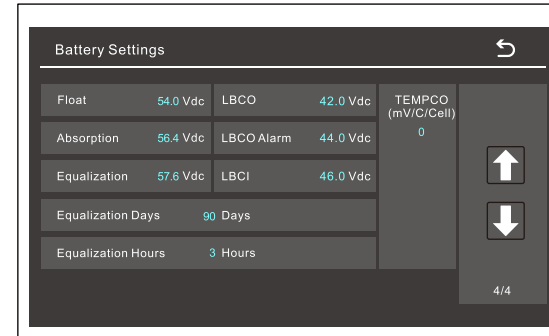 Battery Settings
Float 54.0 Vdc LBCO 42.0 Vdc TEMPCO
(mV/C/Cell)
Absorption 56.4 Vdc LBCO Alarm 44.0 Vdc 0
Equalization 57.6 Vdc LBCI 46.0 Vdc
Equalization Days 90 Days
Equalization Hours 3 Hours
4/4